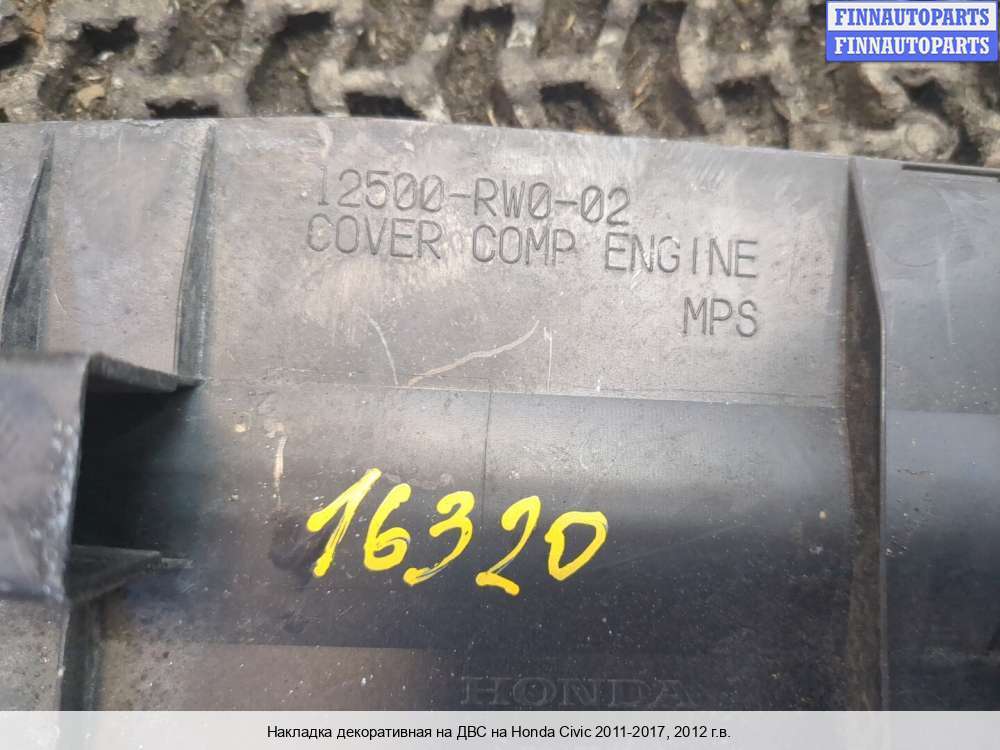 FINNAUTOPARTS
FINNAUTOPARTS
12500-RW0-02
COVER COMP ENGINE
MPS
16320
HONDA
Накладка декоративная на ДВС на Honda Civic 2011-2017, 2012 г.в.